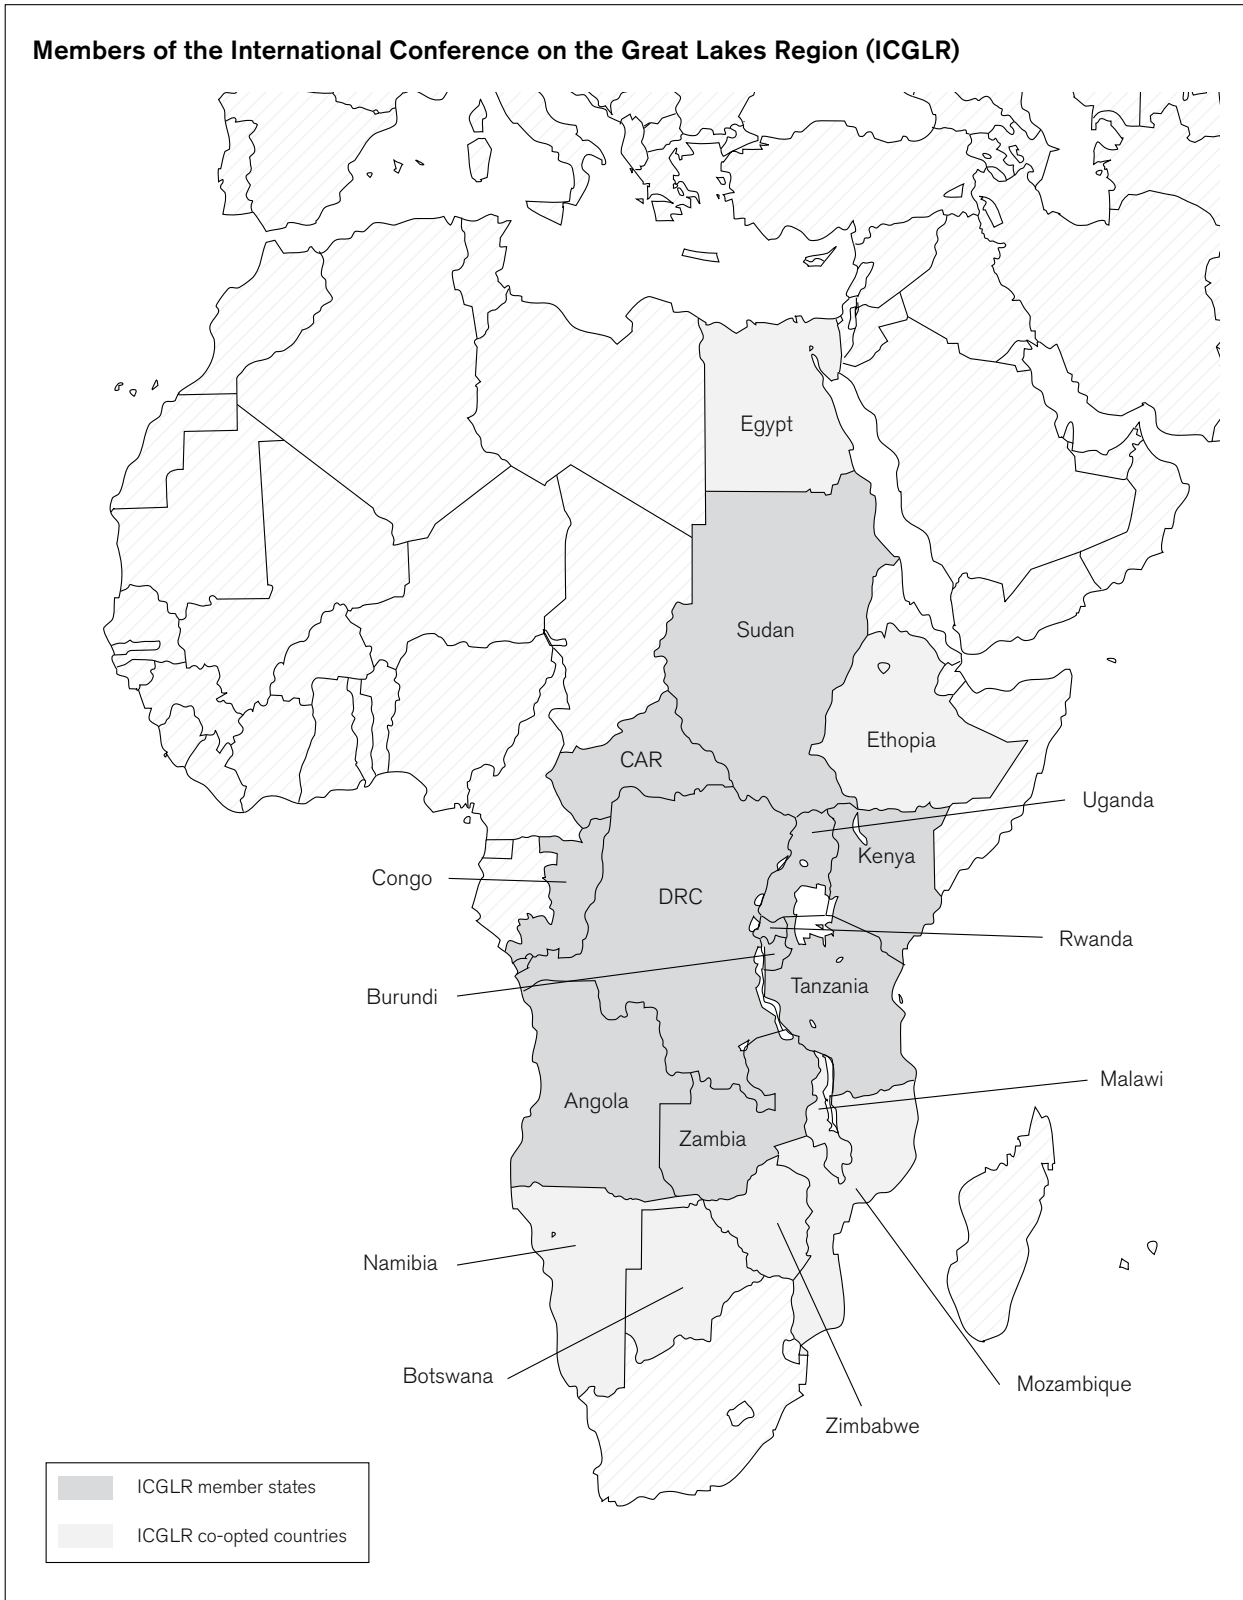 Members of the International Conference on the Great Lakes Region (ICGLR)
Egypt
Sudan
Ethopia
CAR
Uganda
Kenya
Congo
DRC
Rwanda
Burundi
Tanzania
Malawi
Angola
Zambia
Namibia
Botswana
Mozambique
Zimbabwe
ICGLR member states
ICGLR co-opted countries